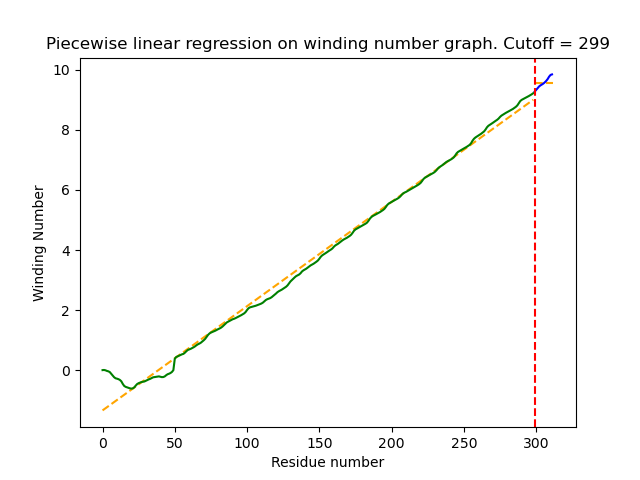 Piecewise linear regression on winding number graph. Cutoff = 299
10
8
6
4
2
0
Winding Number
0 50 100 150 200 250 300
Residue number